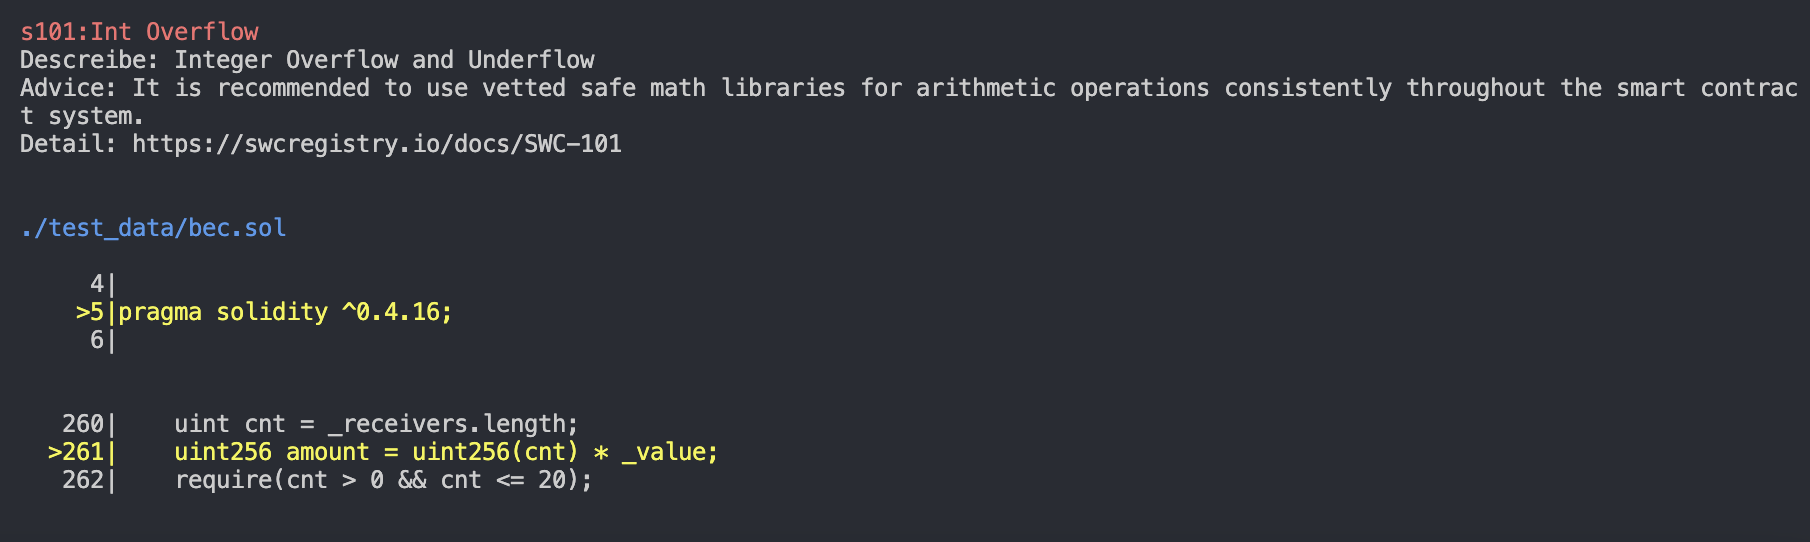 s101:Int Overflow
Descreibe: Integer Overflow and Underflow
Advice: It is recommended to use vetted safe math libraries for arithmetic operations consistently throughout the smart contrac
t system.
Detail: https://swcregistry.io/docs/SWC-101
./test_data/bec.sol
4|
>5|pragma solidity ^0.4.16;
6|
260|    uint cnt = _receivers.length;
>261|    uint256 amount = uint256(cnt) * _value;
262|    require(cnt > 0 && cnt <= 20);